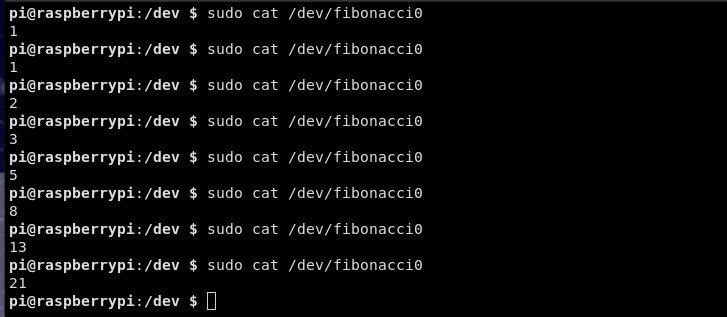 pi@raspberrypi:/dev $ sudo cat /dev/fibonacci0
1
pi@raspberrypi:/dev $ sudo cat /dev/fibonacci0
1
pi@raspberrypi:/dev $ sudo cat /dev/fibonacci0
2
pi@raspberrypi:/dev $ sudo cat /dev/fibonacci0
3
pi@raspberrypi:/dev $ sudo cat /dev/fibonacci0
5
pi@raspberrypi:/dev $ sudo cat /dev/fibonacci0
8
pi@raspberrypi:/dev $ sudo cat /dev/fibonacci0
13
pi@raspberrypi:/dev $ sudo cat /dev/fibonacci0
21
pi@raspberrypi:/dev $